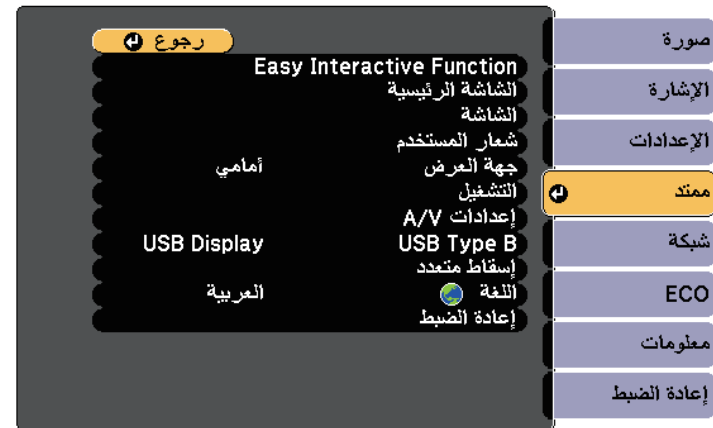 صورة
الإشارة
الإعدادات
ممتد
شبكة
ECO
معلومات
إعادة الضبط
رجوع
Easy Interactive Function
الشاشة الرئيسية
الشاشة
شعار المستخدم
جهة العرض أمامي
التشغيل
إعدادات A/V
USB Type B USB Display
إسقاط متعدد
اللغة العربية
إعادة الضبط